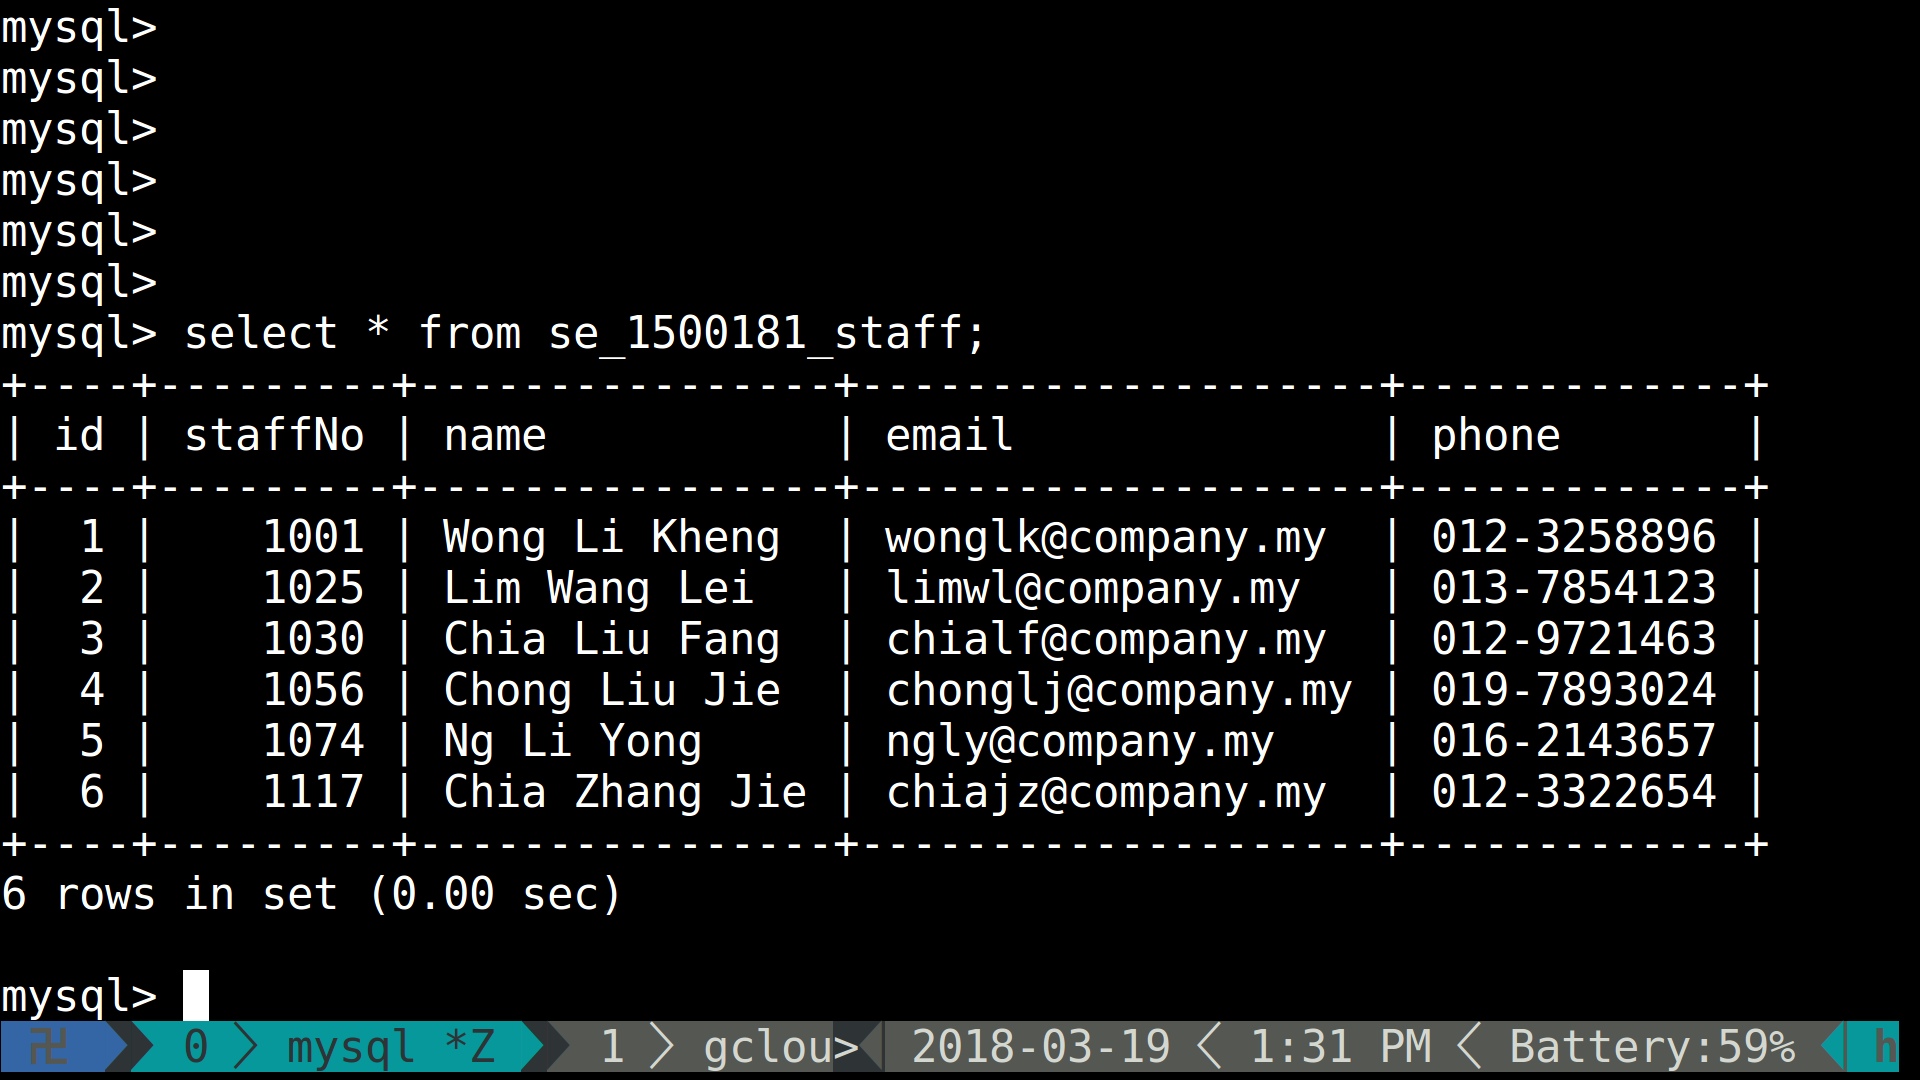 mysql>
mysql>
mysql>
mysql>
mysql>
mysql>
mysql> select * from se_1500181_staff;
+----+---------+----------------+--------------------+-------------+
| id | staffNo | name           | email              | phone       |
+----+---------+----------------+--------------------+-------------+
|  1 |    1001 | Wong Li Kheng  | wonglk@company.my  | 012-3258896 |
|  2 |    1025 | Lim Wang Lei   | limwl@company.my   | 013-7854123 |
|  3 |    1030 | Chia Liu Fang  | chialf@company.my  | 012-9721463 |
|  4 |    1056 | Chong Liu Jie  | chonglj@company.my | 019-7893024 |
|  5 |    1074 | Ng Li Yong     | ngly@company.my    | 016-2143657 |
|  6 |    1117 | Chia Zhang Jie | chiajz@company.my  | 012-3322654 |
+----+---------+----------------+--------------------+-------------+
6 rows in set (0.00 sec)
mysql>
卍 0 mysql *Z 1 gclou> 2018-03-19 1:31 PM Battery:59% h